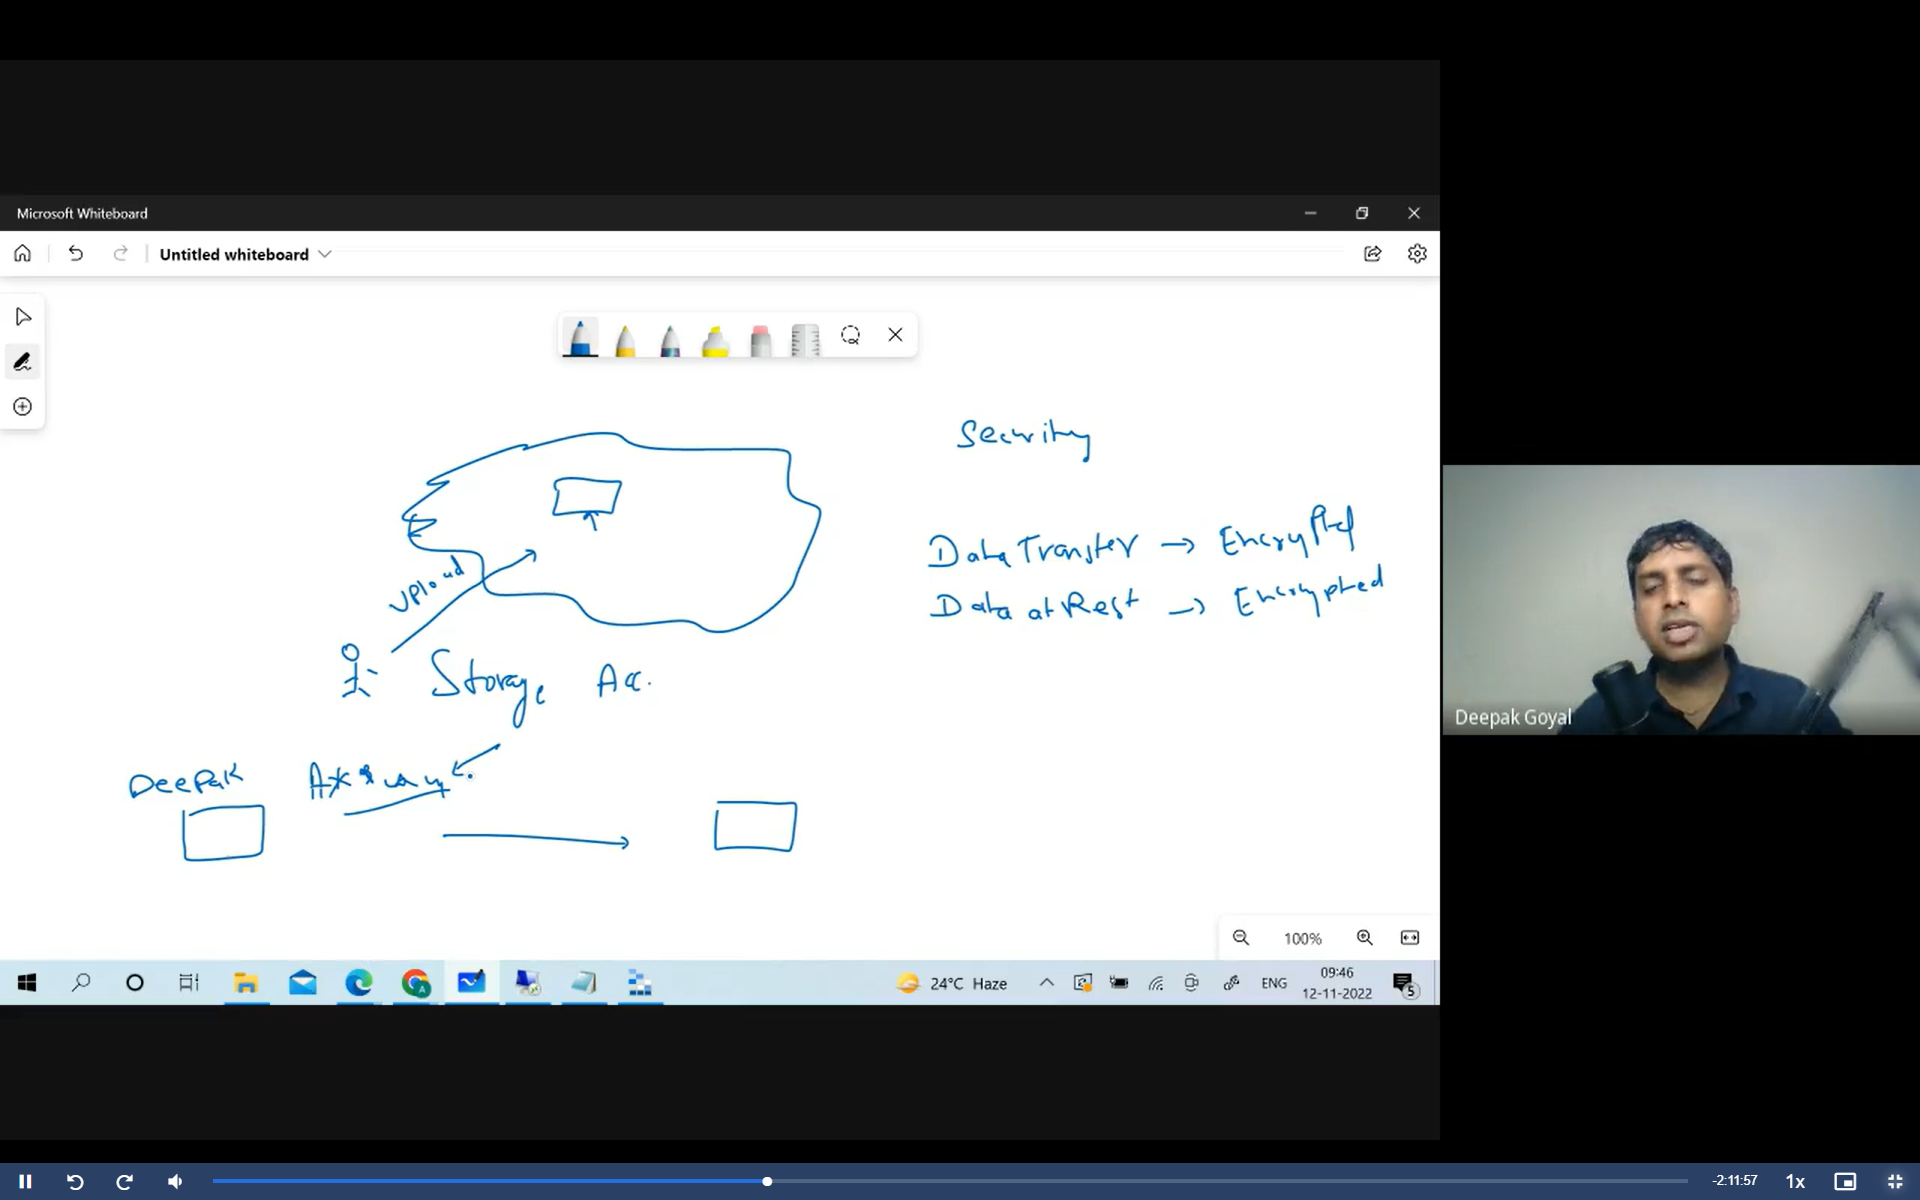 Microsoft Whiteboard
Untitled whiteboard
Security
Data Transfer → Encrypted
Data at Rest → Encrypted
Upload
Storage Ac.
Deepak
Deepak Goyal
100%
24°C Haze
ENG
09:46
12-11-2022
5
-2:11:57
1x